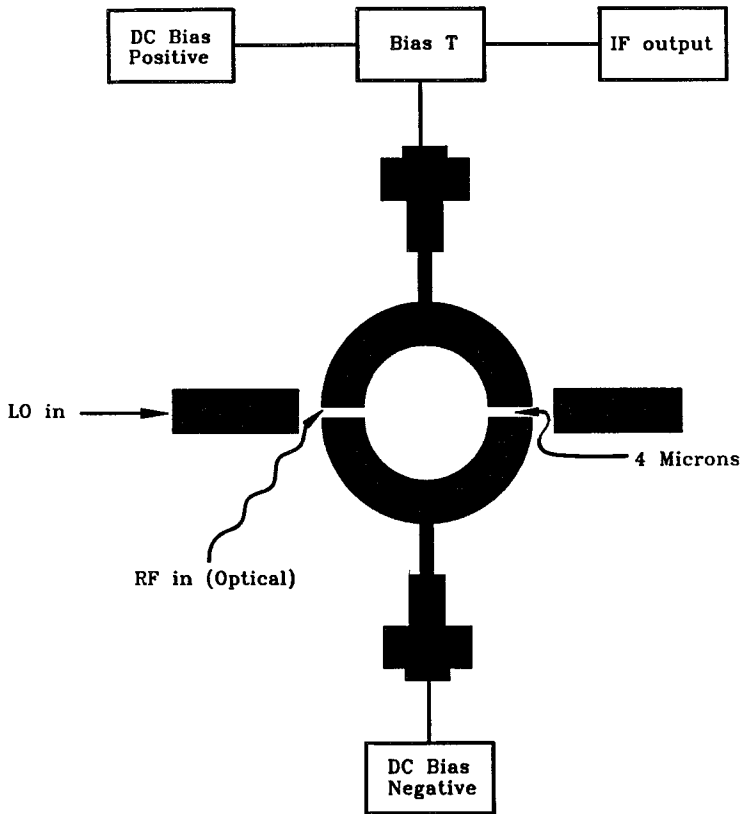 DC Bias
Positive
Bias T
IF output
LO in
4 Microns
RF in (Optical)
DC Bias
Negative